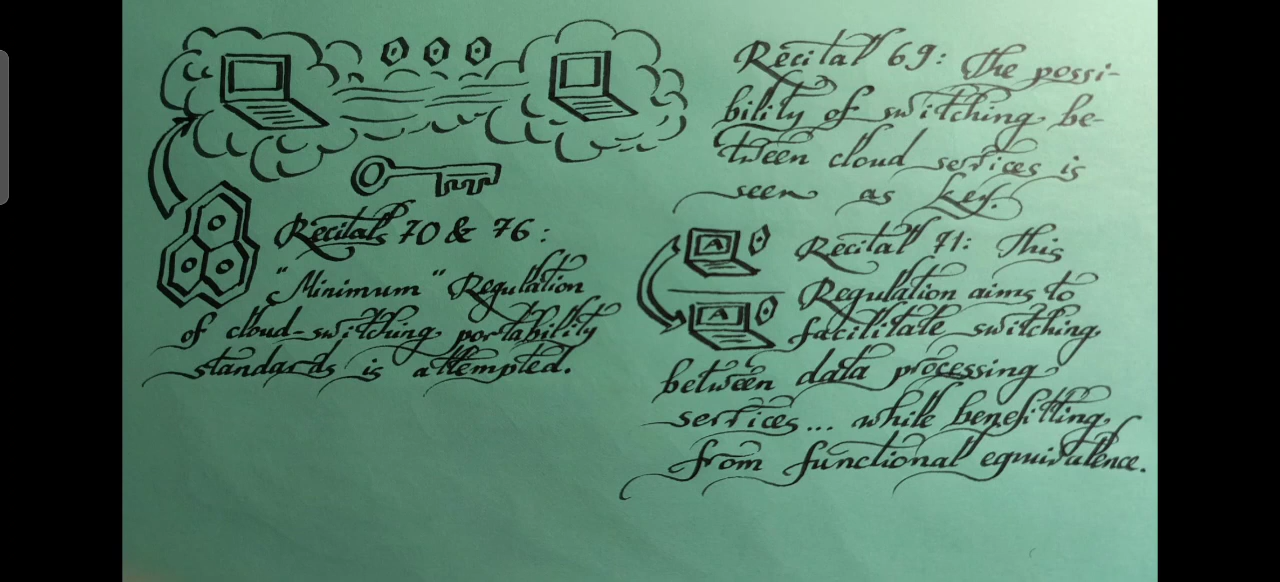 Recital 69: The possi-
bility of switching be-
tween cloud services is
seen as key.
Recitals 70 & 76:
"Minimum" Regulation
of cloud-switching portability
standards is attempted.
A
A
Recital 71: This
Regulation aims to
facilitate switching
between data processing
services... while benefitting
from functional equivalence.